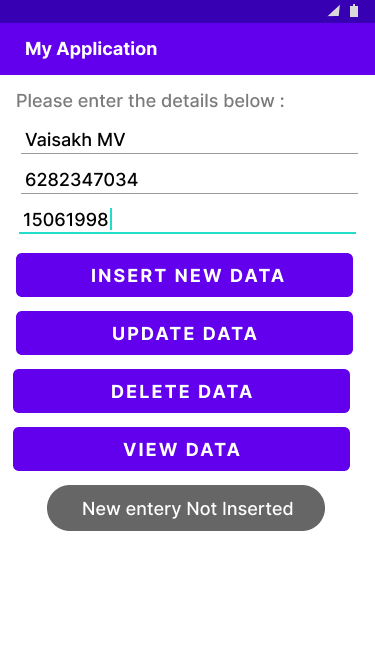 My Application
Please enter the details below :
Vaisakh MV
6282347034
15061998
INSERT NEW DATA
UPDATE DATA
DELETE DATA
VIEW DATA
New entery Not Inserted